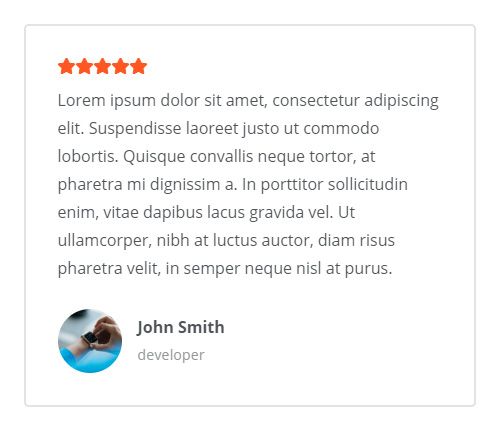 Lorem ipsum dolor sit amet, consectetur adipiscing
elit. Suspendisse laoreet justo ut commodo
lobortis. Quisque convallis neque tortor, at
pharetra mi dignissim a. In porttitor sollicitudin
enim, vitae dapibus lacus gravida vel. Ut
ullamcorper, nibh at luctus auctor, diam risus
pharetra velit, in semper neque nisl at purus.
John Smith
developer